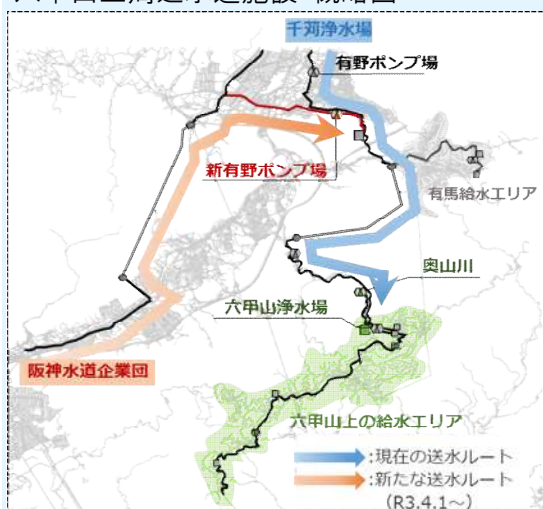 千苅浄水場
有野ポンプ場
新有野ポンプ場
有馬給水エリア
奥山川
六甲山浄水場
阪神水道企業団
六甲山上の給水エリア
:現在の送水ルート
:新たな送水ルート
(R3.4.1～)